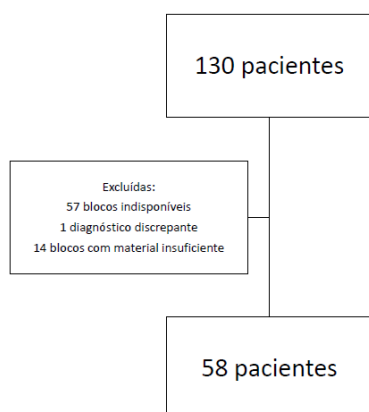 130 pacientes
Excluídas:
57 blocos indisponíveis
1 diagnóstico discrepante
14 blocos com material insuficiente
58 pacientes